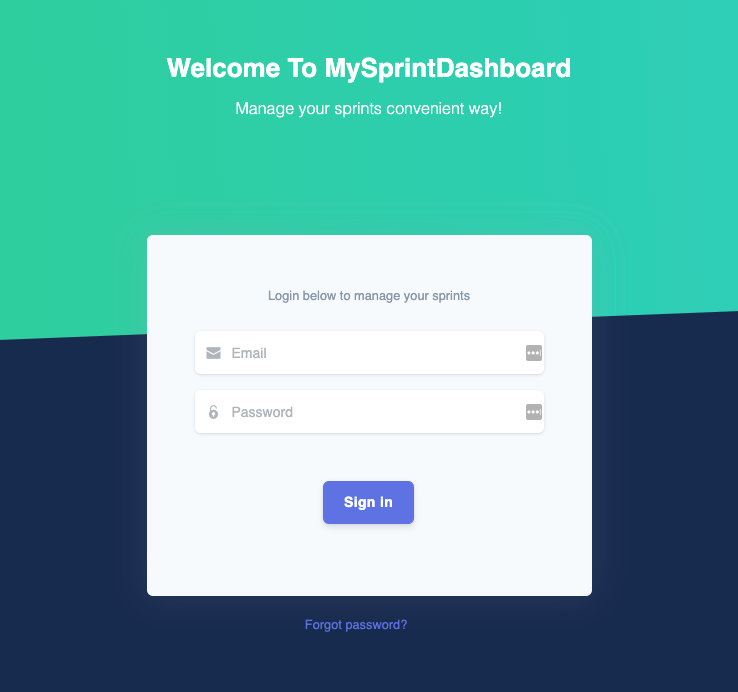 Welcome To MySprintDashboard
Manage your sprints convenient way!
Login below to manage your sprints
Email
Password
Sign in
Forgot password?